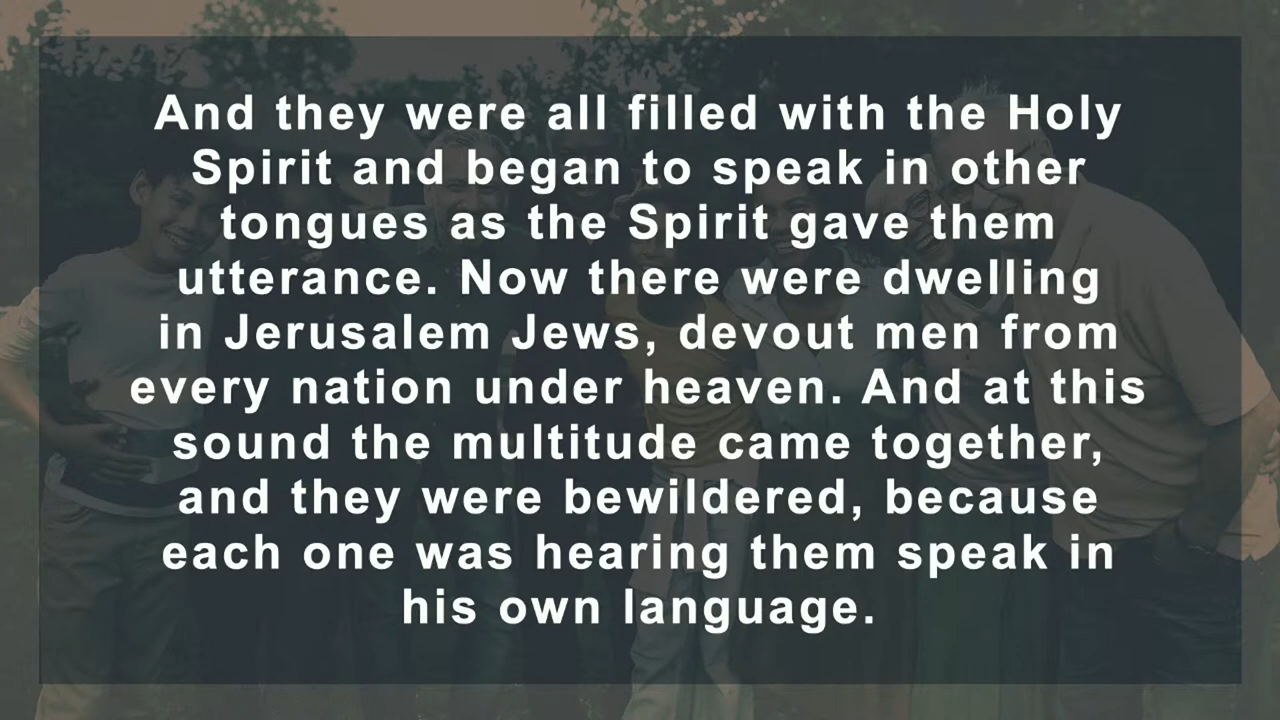 And they were all filled with the Holy
Spirit and began to speak in other
tongues as the Spirit gave them
utterance. Now there were dwelling
in Jerusalem Jews, devout men from
every nation under heaven. And at this
sound the multitude came together,
and they were bewildered, because
each one was hearing them speak in
his own language.